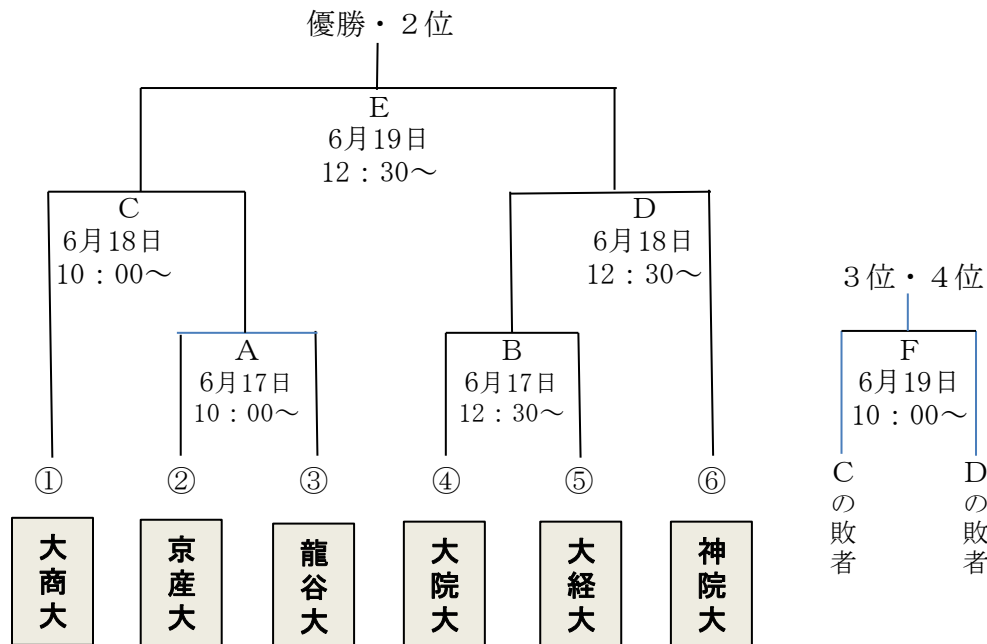 優勝・２位
E
6月19日
12：30～
C
6月18日
10：00～
D
6月18日
12：30～
A
6月17日
10：00～
B
6月17日
12：30～
３位・４位
F
6月19日
10：00～
①
②
③
④
⑤
⑥
大商大
京産大
龍谷大
大院大
大経大
神院大
Cの敗者
Dの敗者